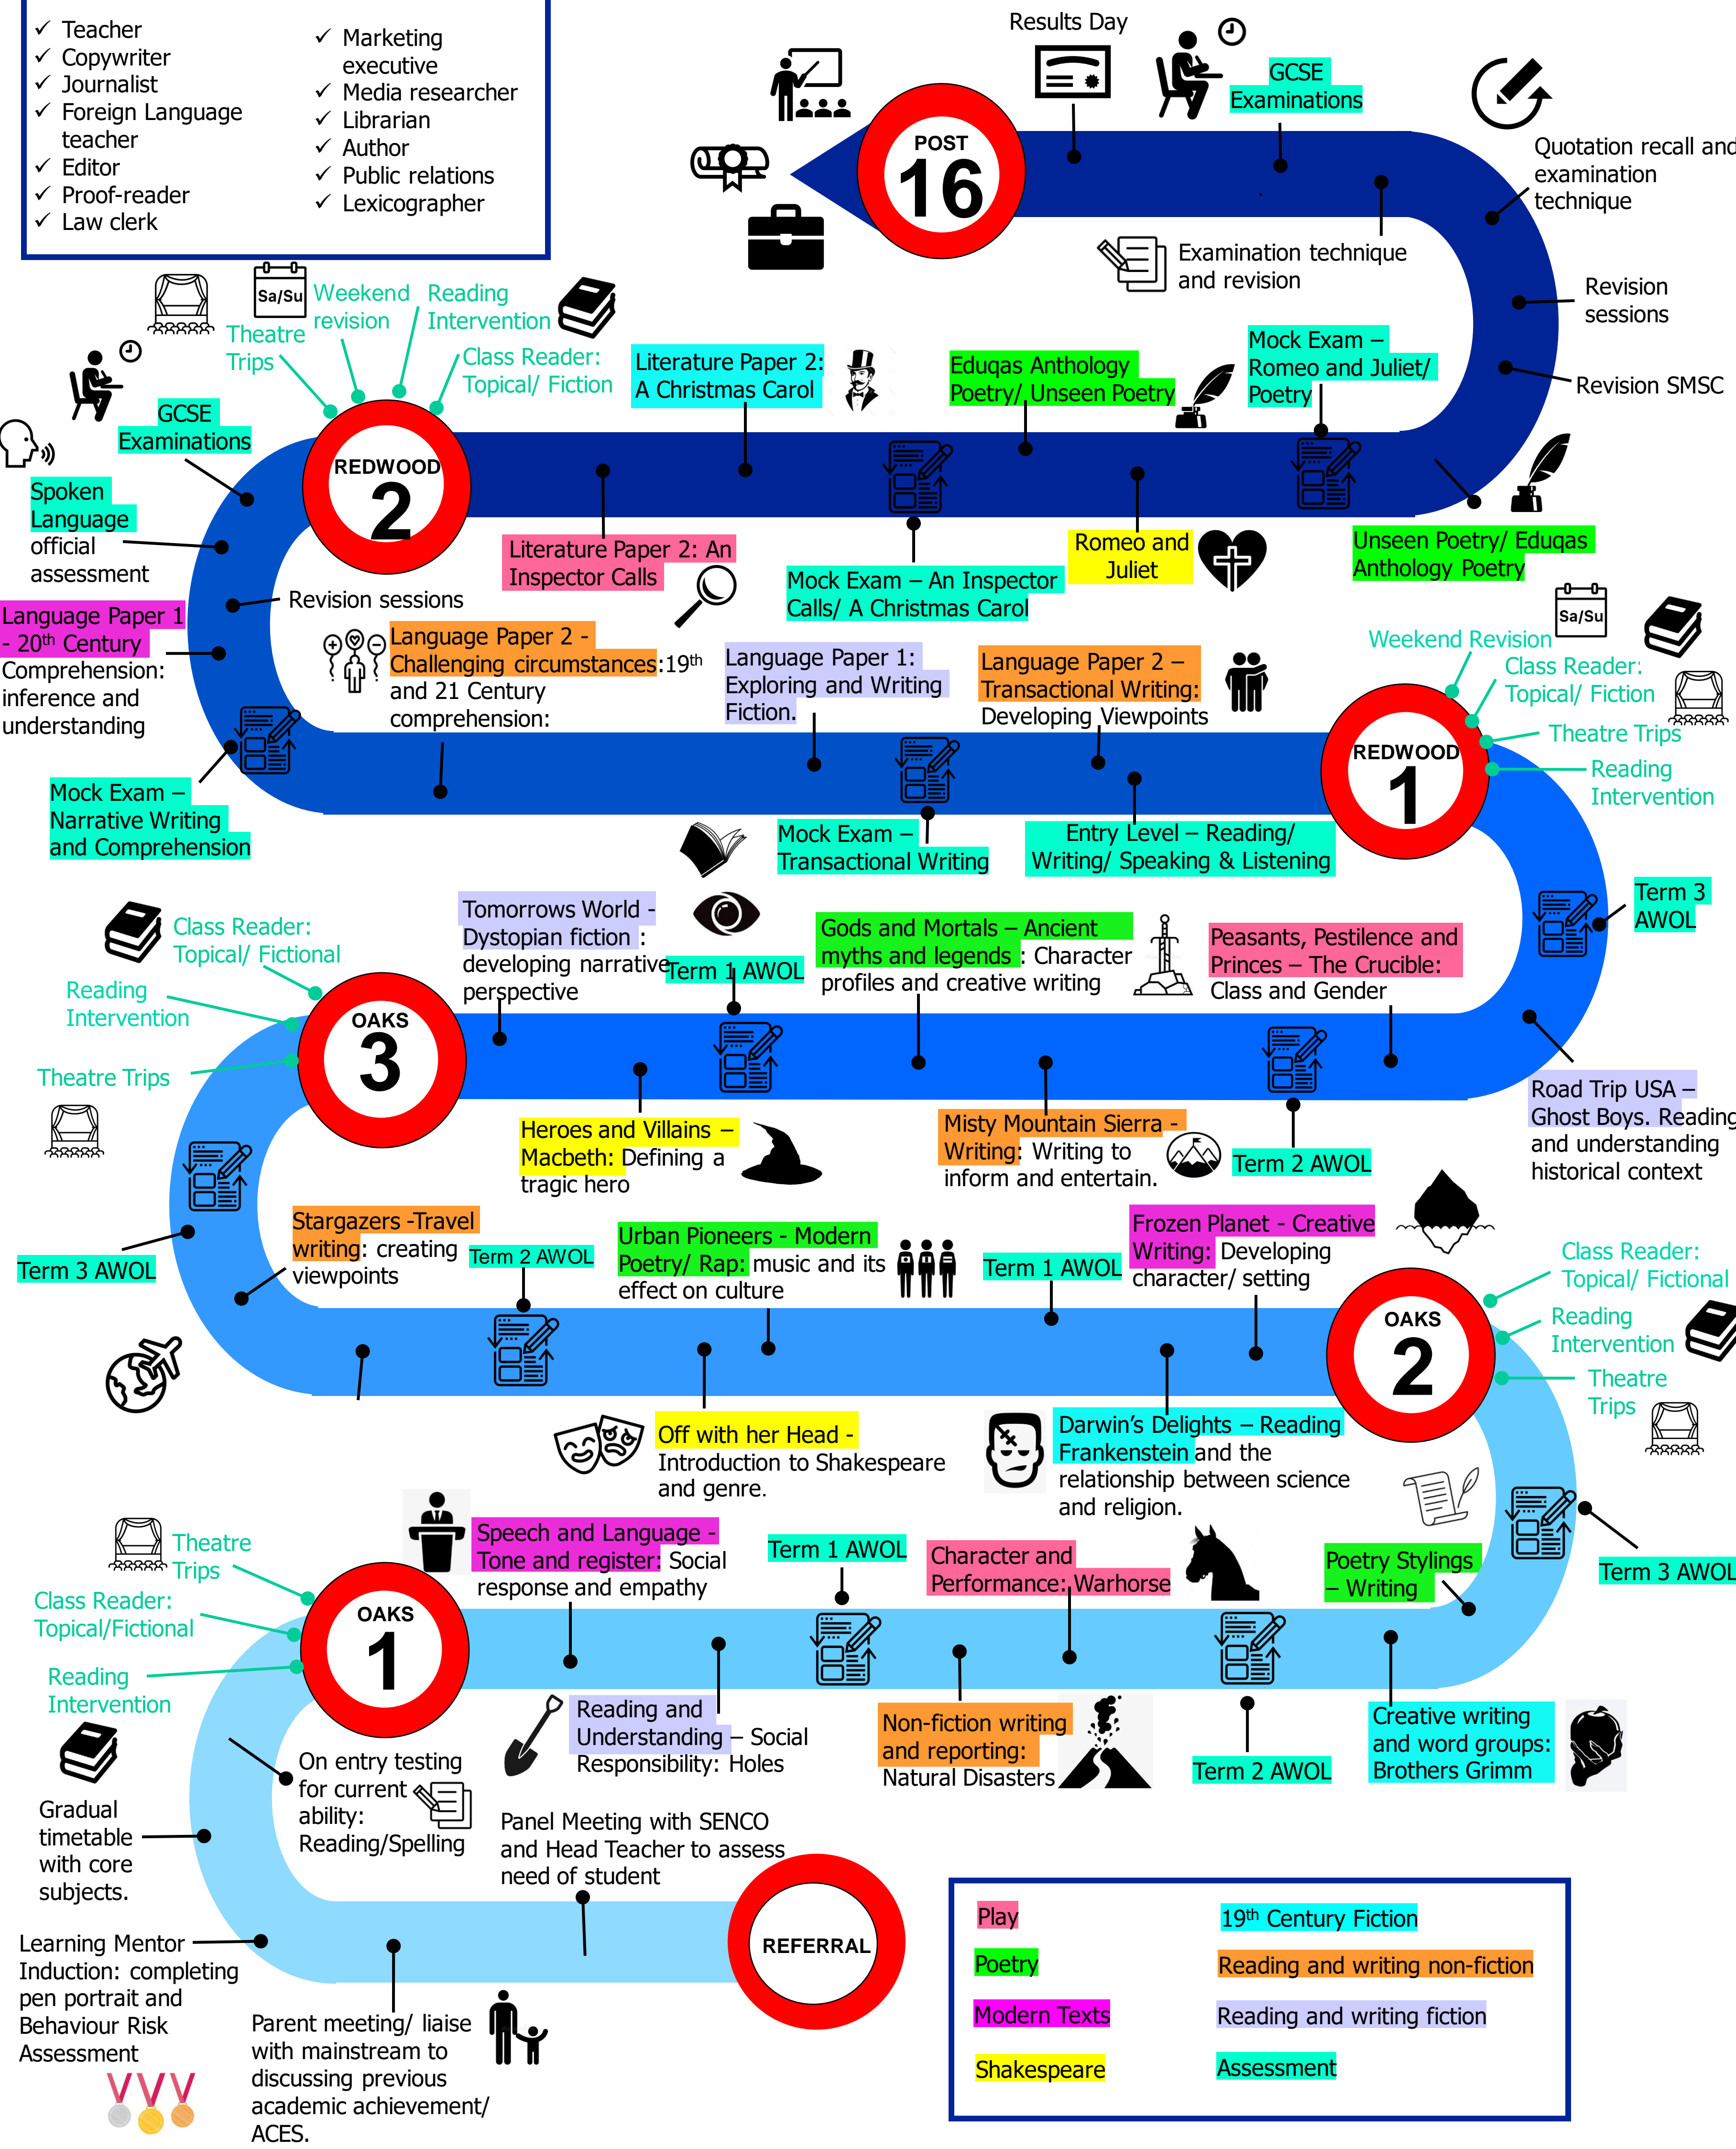 Teacher
Copywriter
Journalist
Foreign Language
teacher
Editor
Proof-reader
Law clerk
Marketing
executive
Media researcher
Librarian
Author
Public relations
Lexicographer
Results Day
GCSE
Examinations
POST
16
Quotation recall and
examination
technique
Examination technique
and revision
Revision
sessions
Revision SMSC
Sa/Su
Weekend
revision
Reading
Intervention
Theatre
Trips
Class Reader:
Topical/ Fiction
Literature Paper 2:
A Christmas Carol
Eduqas Anthology
Poetry/ Unseen Poetry
Mock Exam –
Romeo and Juliet/
Poetry
GCSE
Examinations
REDWOOD
2
Spoken
Language
official
assessment
Literature Paper 2: An
Inspector Calls
Mock Exam – An Inspector
Calls/ A Christmas Carol
Romeo and
Juliet
Unseen Poetry/ Eduqas
Anthology Poetry
Revision sessions
Language Paper 1
- 20th Century
Comprehension:
inference and
understanding
Language Paper 2 -
Challenging circumstances:19th
and 21 Century
comprehension:
Language Paper 1:
Exploring and Writing
Fiction.
Language Paper 2 –
Transactional Writing:
Developing Viewpoints
Sa/Su
Weekend Revision
Class Reader:
Topical/ Fiction
Theatre Trips
Reading
Intervention
REDWOOD
1
Mock Exam –
Narrative Writing
and Comprehension
Mock Exam –
Transactional Writing
Entry Level – Reading/
Writing/ Speaking & Listening
Term 3
AWOL
Class Reader:
Topical/ Fictional
Reading
Intervention
Theatre Trips
OAKS
3
Tomorrows World -
Dystopian fiction :
developing narrative
perspective
Term 1 AWOL
Gods and Mortals – Ancient
myths and legends : Character
profiles and creative writing
Peasants, Pestilence and
Princes – The Crucible:
Class and Gender
Heroes and Villains –
Macbeth: Defining a
tragic hero
Misty Mountain Sierra -
Writing: Writing to
inform and entertain.
Term 2 AWOL
Road Trip USA –
Ghost Boys. Reading
and understanding
historical context
Term 3 AWOL
Stargazers -Travel
writing: creating
viewpoints
Term 2 AWOL
Urban Pioneers - Modern
Poetry/ Rap: music and its
effect on culture
Term 1 AWOL
Frozen Planet - Creative
Writing: Developing
character/ setting
OAKS
2
Class Reader:
Topical/ Fictional
Reading
Intervention
Theatre
Trips
Off with her Head -
Introduction to Shakespeare
and genre.
Darwin's Delights – Reading
Frankenstein and the
relationship between science
and religion.
Theatre
Trips
Class Reader:
Topical/Fictional
Reading
Intervention
OAKS
1
Speech and Language -
Tone and register: Social
response and empathy
Term 1 AWOL
Character and
Performance: Warhorse
Poetry Stylings
– Writing
Term 3 AWOL
Reading and
Understanding – Social
Responsibility: Holes
Non-fiction writing
and reporting:
Natural Disasters
Term 2 AWOL
Creative writing
and word groups:
Brothers Grimm
On entry testing
for current
ability:
Reading/Spelling
Gradual
timetable
with core
subjects.
Panel Meeting with SENCO
and Head Teacher to assess
need of student
REFERRAL
Learning Mentor
Induction: completing
pen portrait and
Behaviour Risk
Assessment
Parent meeting/ liaise
with mainstream to
discussing previous
academic achievement/
ACES.
Play
Poetry
Modern Texts
Shakespeare
19th Century Fiction
Reading and writing non-fiction
Reading and writing fiction
Assessment